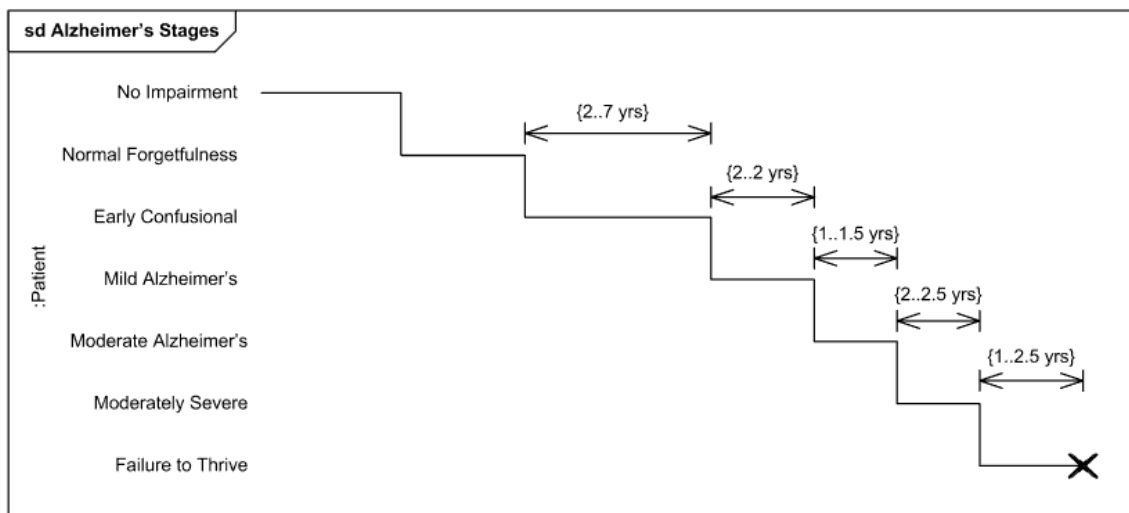 sd Alzheimer's Stages
No Impairment
{2..7 yrs}
Normal Forgetfulness
{2..2 yrs}
Early Confusional
{1..1.5 yrs}
:Patient
Mild Alzheimer's
{2..2.5 yrs}
Moderate Alzheimer's
{1..2.5 yrs}
Moderately Severe
Failure to Thrive